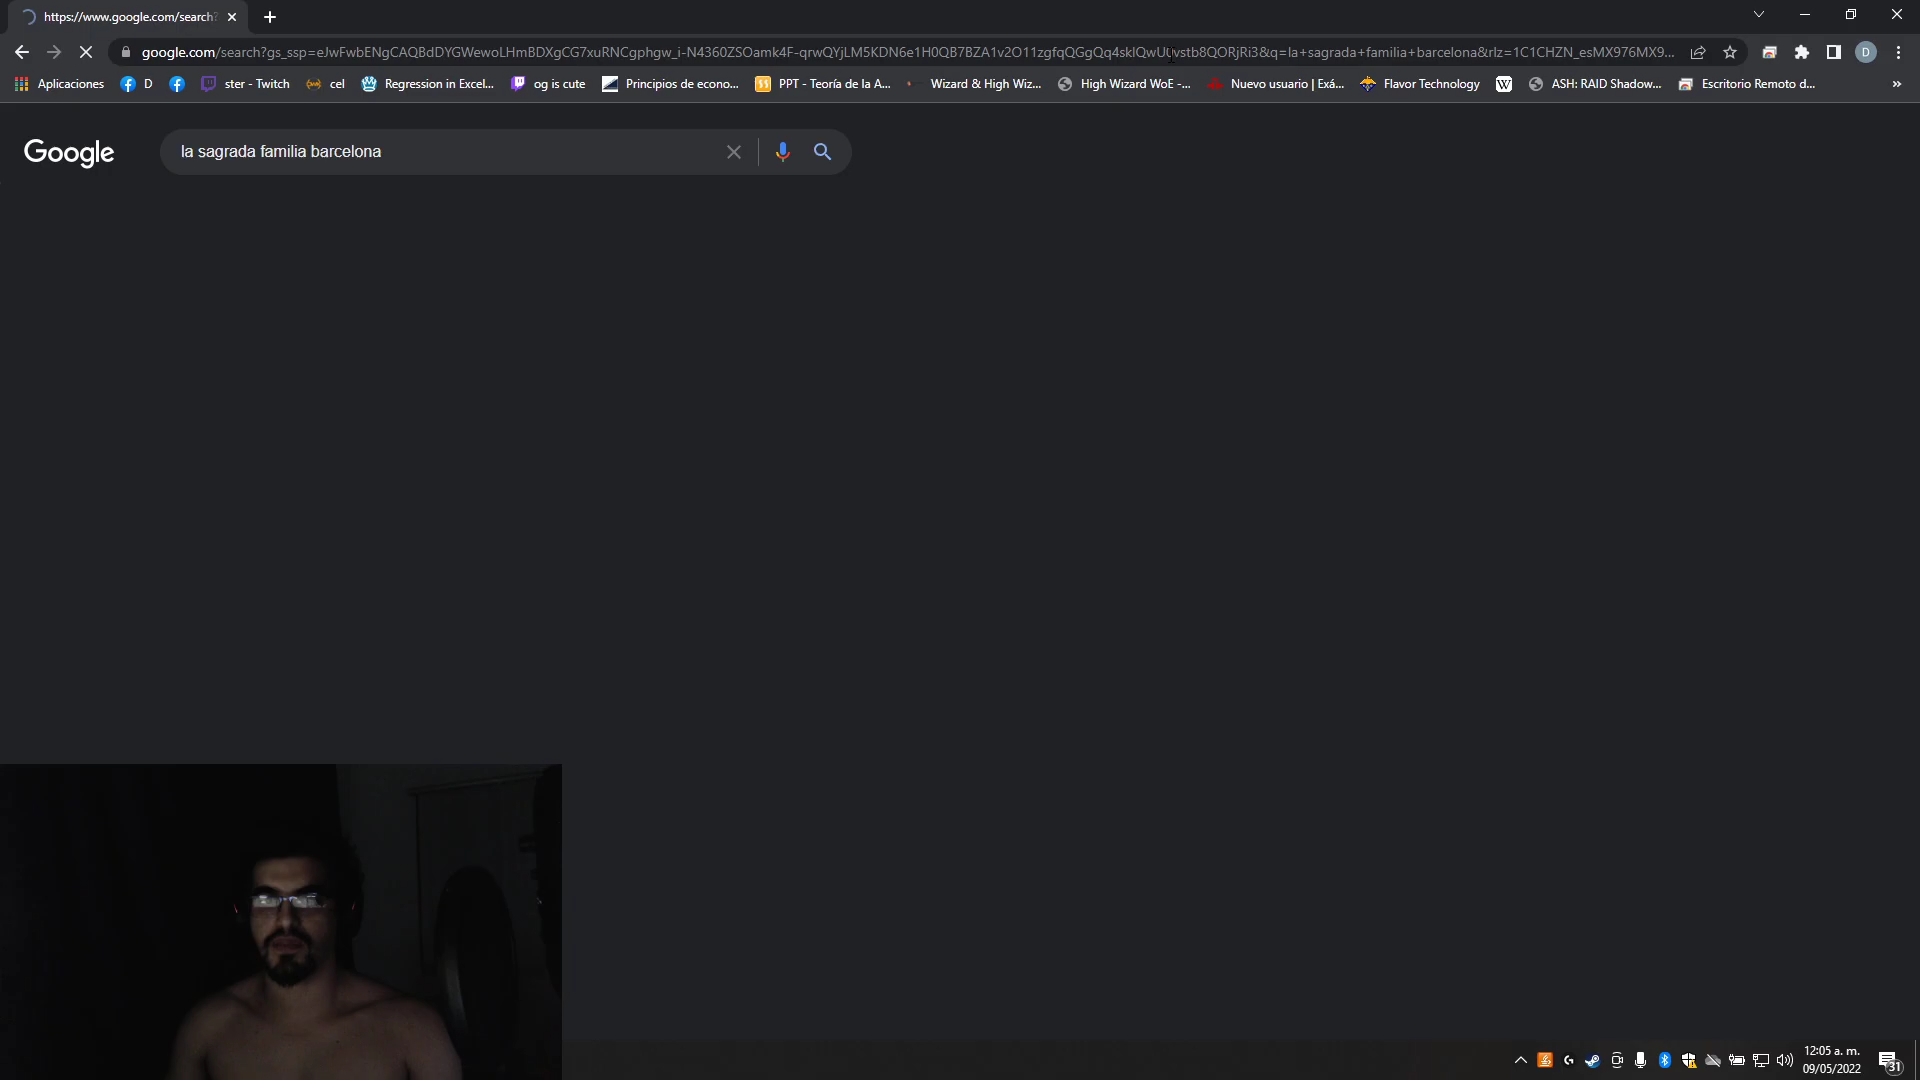 https://www.google.com/search?
google.com/search?gs_ssp=eJwFwbENgCAQBdDYGWewoLHmBDXgCG7xuRNCgphgw_i-N4360ZSOamk4F-qrwQYjLM5KDN6e1H0QB7BZA1v2O11zgfqQGgQq4skIQwUuvstb8QORjRi3&q=la+sagrada+familia+barcelona&rlz=1C1CHZN_esMX976MX9...
D
Aplicaciones
D
ster - Twitch
cel
Regression in Excel...
og is cute
Principios de econo...
PPT - Teoría de la A...
Wizard & High Wiz...
High Wizard WoE -...
Nuevo usuario | Exá...
Flavor Technology
W
ASH: RAID Shadow...
Escritorio Remoto d...
»
Google
la sagrada familia barcelona
12:05 a. m.
09/05/2022
31